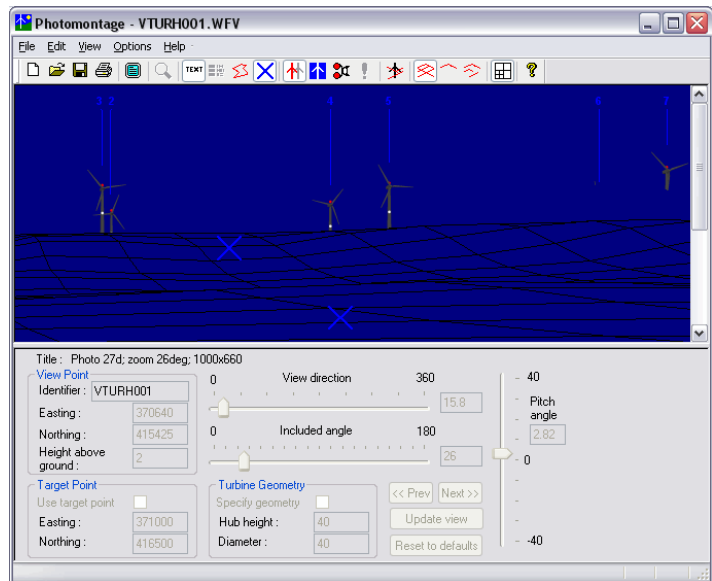 Photomontage - VTURH001.WFV
File Edit View Options Help
TEXT
1 2 4 5 6 7
Title : Photo 27d; zoom 26deg; 1000x660
View Point
Identifier : VTURH001
Easting : 370640
Northing : 415425
Height above ground : 2
0 View direction 360
15.8
0 Included angle 180
26
40
Pitch angle
2.82
0
-40
Target Point
Use target point
Easting : 371000
Northing : 416500
Turbine Geometry
Specify geometry
Hub height : 40
Diameter : 40
<< Prev Next >>
Update view
Reset to defaults